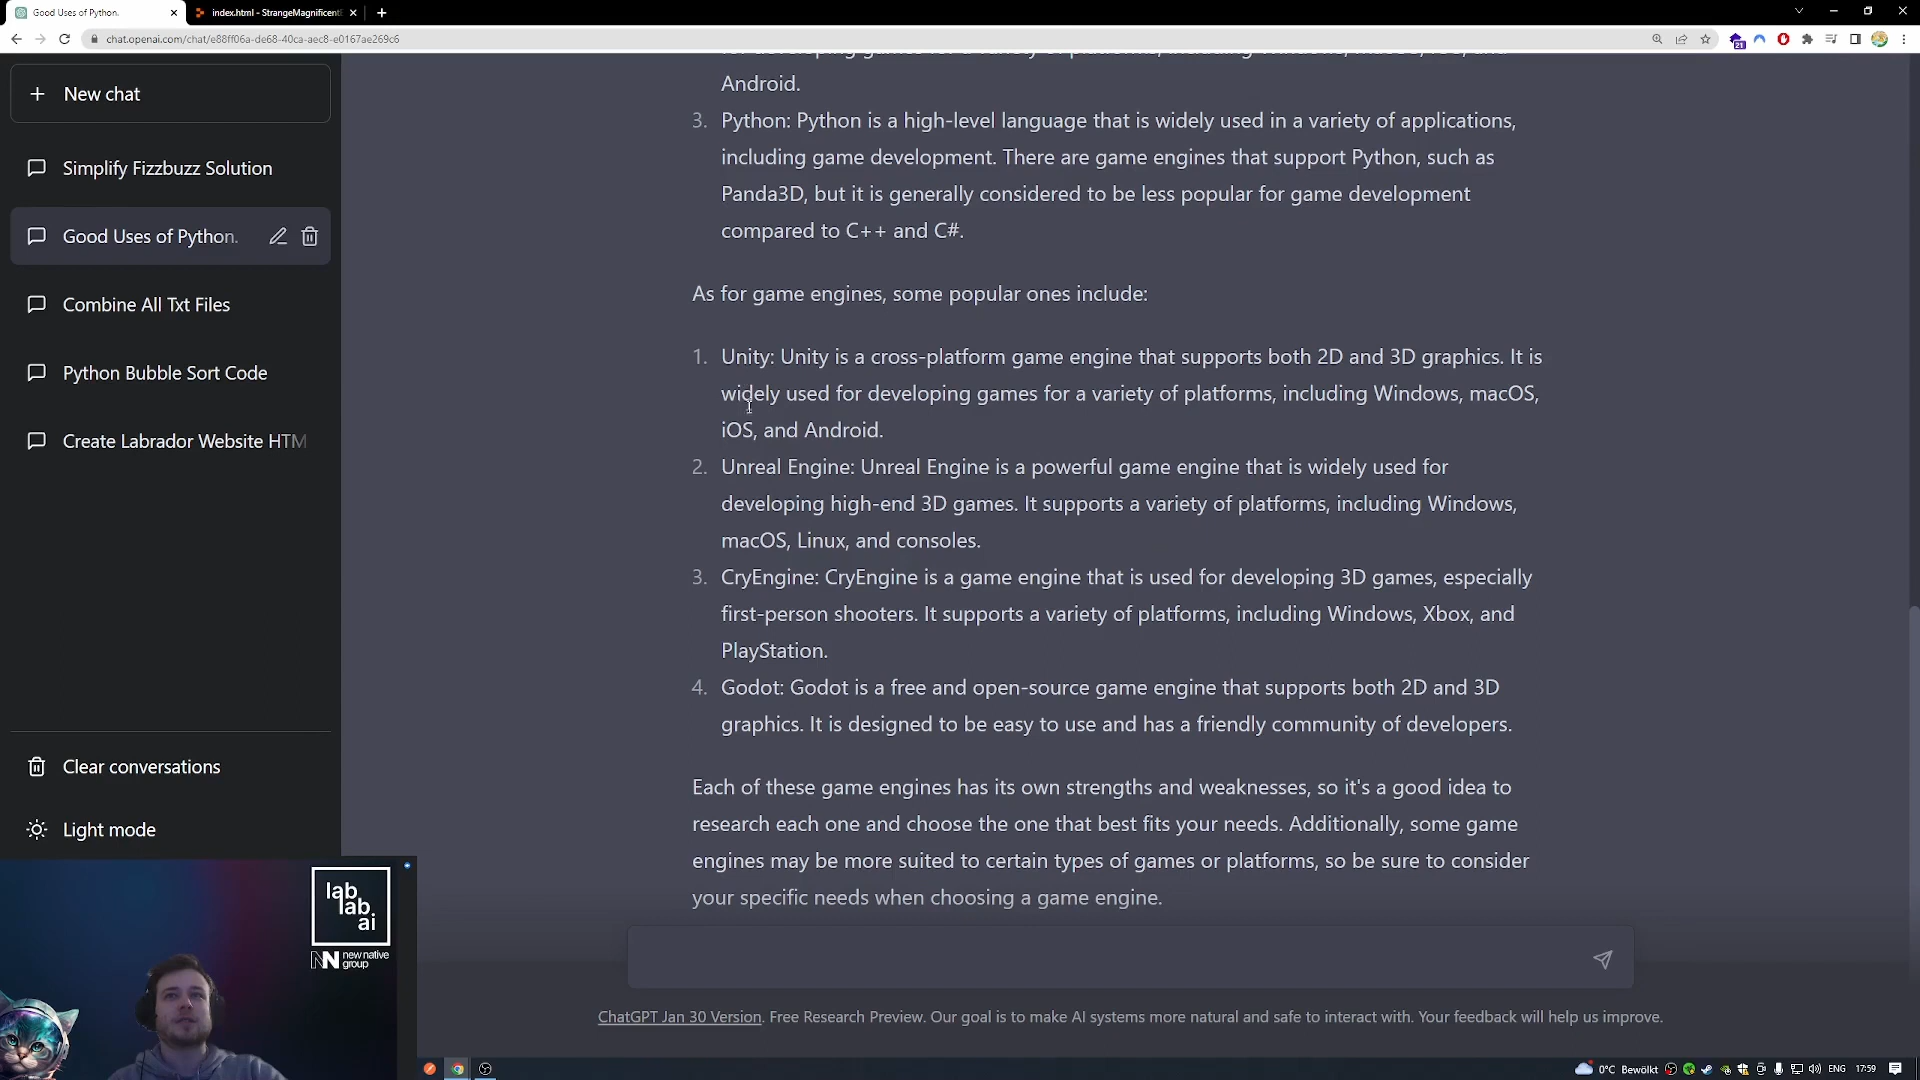 Good Uses of Python.
index.html - StrangeMagnificent
chat.openai.com/chat/e88ff06a-de68-40ca-aec8-e0167ae269c6
21
New chat
Simplify Fizzbuzz Solution
Good Uses of Python.
Combine All Txt Files
Python Bubble Sort Code
Create Labrador Website HTM
Clear conversations
Light mode
Android.
3. Python: Python is a high-level language that is widely used in a variety of applications,
including game development. There are game engines that support Python, such as
Panda3D, but it is generally considered to be less popular for game development
compared to C++ and C#.
As for game engines, some popular ones include:
1. Unity: Unity is a cross-platform game engine that supports both 2D and 3D graphics. It is
widely used for developing games for a variety of platforms, including Windows, macOS,
iOS, and Android.
2. Unreal Engine: Unreal Engine is a powerful game engine that is widely used for
developing high-end 3D games. It supports a variety of platforms, including Windows,
macOS, Linux, and consoles.
3. CryEngine: CryEngine is a game engine that is used for developing 3D games, especially
first-person shooters. It supports a variety of platforms, including Windows, Xbox, and
PlayStation.
4. Godot: Godot is a free and open-source game engine that supports both 2D and 3D
graphics. It is designed to be easy to use and has a friendly community of developers.
Each of these game engines has its own strengths and weaknesses, so it's a good idea to
research each one and choose the one that best fits your needs. Additionally, some game
engines may be more suited to certain types of games or platforms, so be sure to consider
your specific needs when choosing a game engine.
ChatGPT Jan 30 Version. Free Research Preview. Our goal is to make AI systems more natural and safe to interact with. Your feedback will help us improve.
lab
lab
ai
NN new native
group
0°C Bewölkt
ENG
17:59